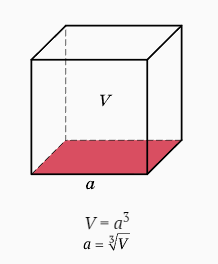 V
a
V = a³
a = ∛V